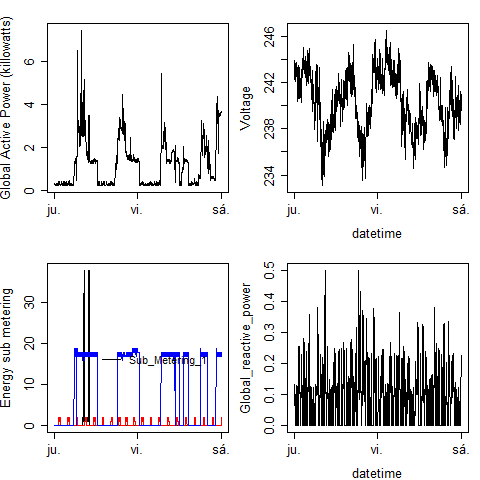 Global Active Power (killowatts)
0 2 4 6
ju. vi. sá.
Voltage
234 238 242 246
ju. vi. sá.
datetime
Energy sub metering
0 10 20 30
Sub_Metering_
ju. vi. sá.
Global_reactive_power
0.0 0.1 0.2 0.3 0.4 0.5
ju. vi. sá.
datetime